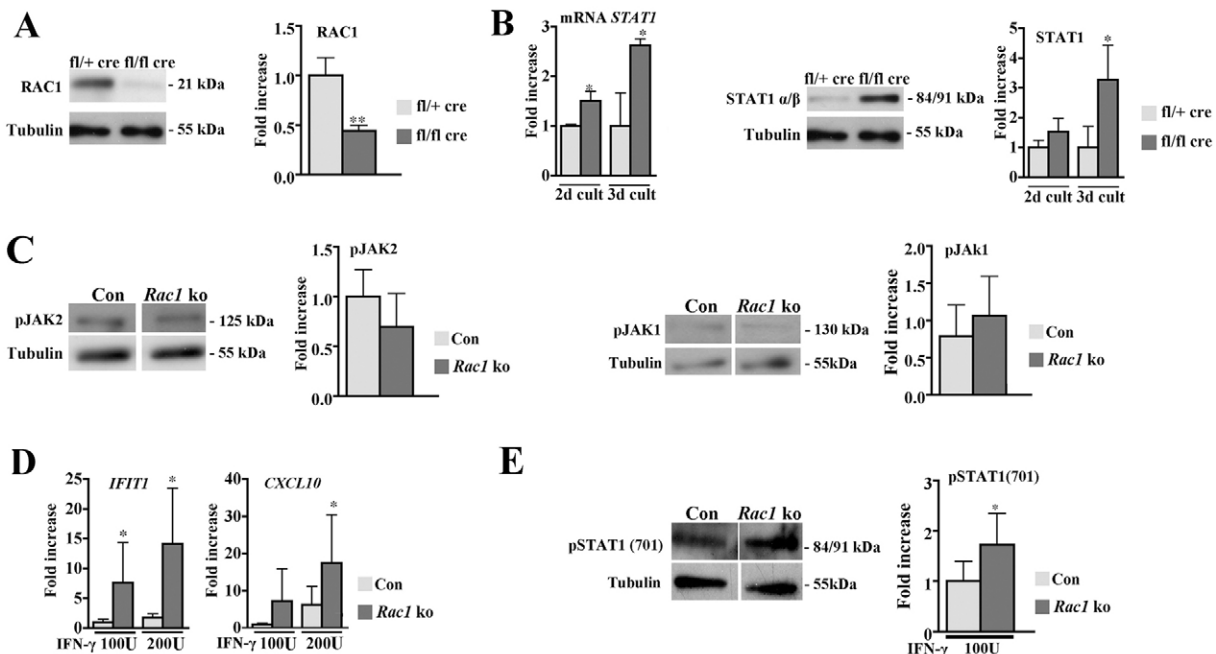 A
fl/+ cre fl/fl cre
RAC1
- 21 kDa
Tubulin
- 55 kDa
RAC1
Fold increase
1.5
1.0
0.5
0.0
**
fl/+ cre
fl/fl cre
B
mRNA STAT1
Fold increase
3
2
1
0
*
*
2d cult 3d cult
fl/+ cre fl/fl cre
STAT1 α/β
- 84/91 kDa
Tubulin
- 55 kDa
STAT1
Fold increase
5
4
3
2
1
0
*
2d cult 3d cult
fl/+ cre
fl/fl cre
C
Con Rac1 ko
pJAK2
- 125 kDa
Tubulin
- 55 kDa
pJAK2
Fold increase
1.5
1.0
0.5
0.0
Con
Rac1 ko
Con Rac1 ko
pJAK1
- 130 kDa
Tubulin
- 55kDa
pJAk1
Fold increase
2.0
1.5
1.0
0.5
0.0
Con
Rac1 ko
D
IFIT1
Fold increase
25
20
15
10
5
0
*
*
IFN-γ 100U 200U
CXCL10
Fold increase
40
30
20
10
0
*
100U 200U
Con
Rac1 ko
E
Con Rac1 ko
pSTAT1 (701)
- 84/91 kDa
Tubulin
- 55kDa
pSTAT1(701)
Fold increase
3
2
1
0
*
IFN-γ 100U
Con
Rac1 ko